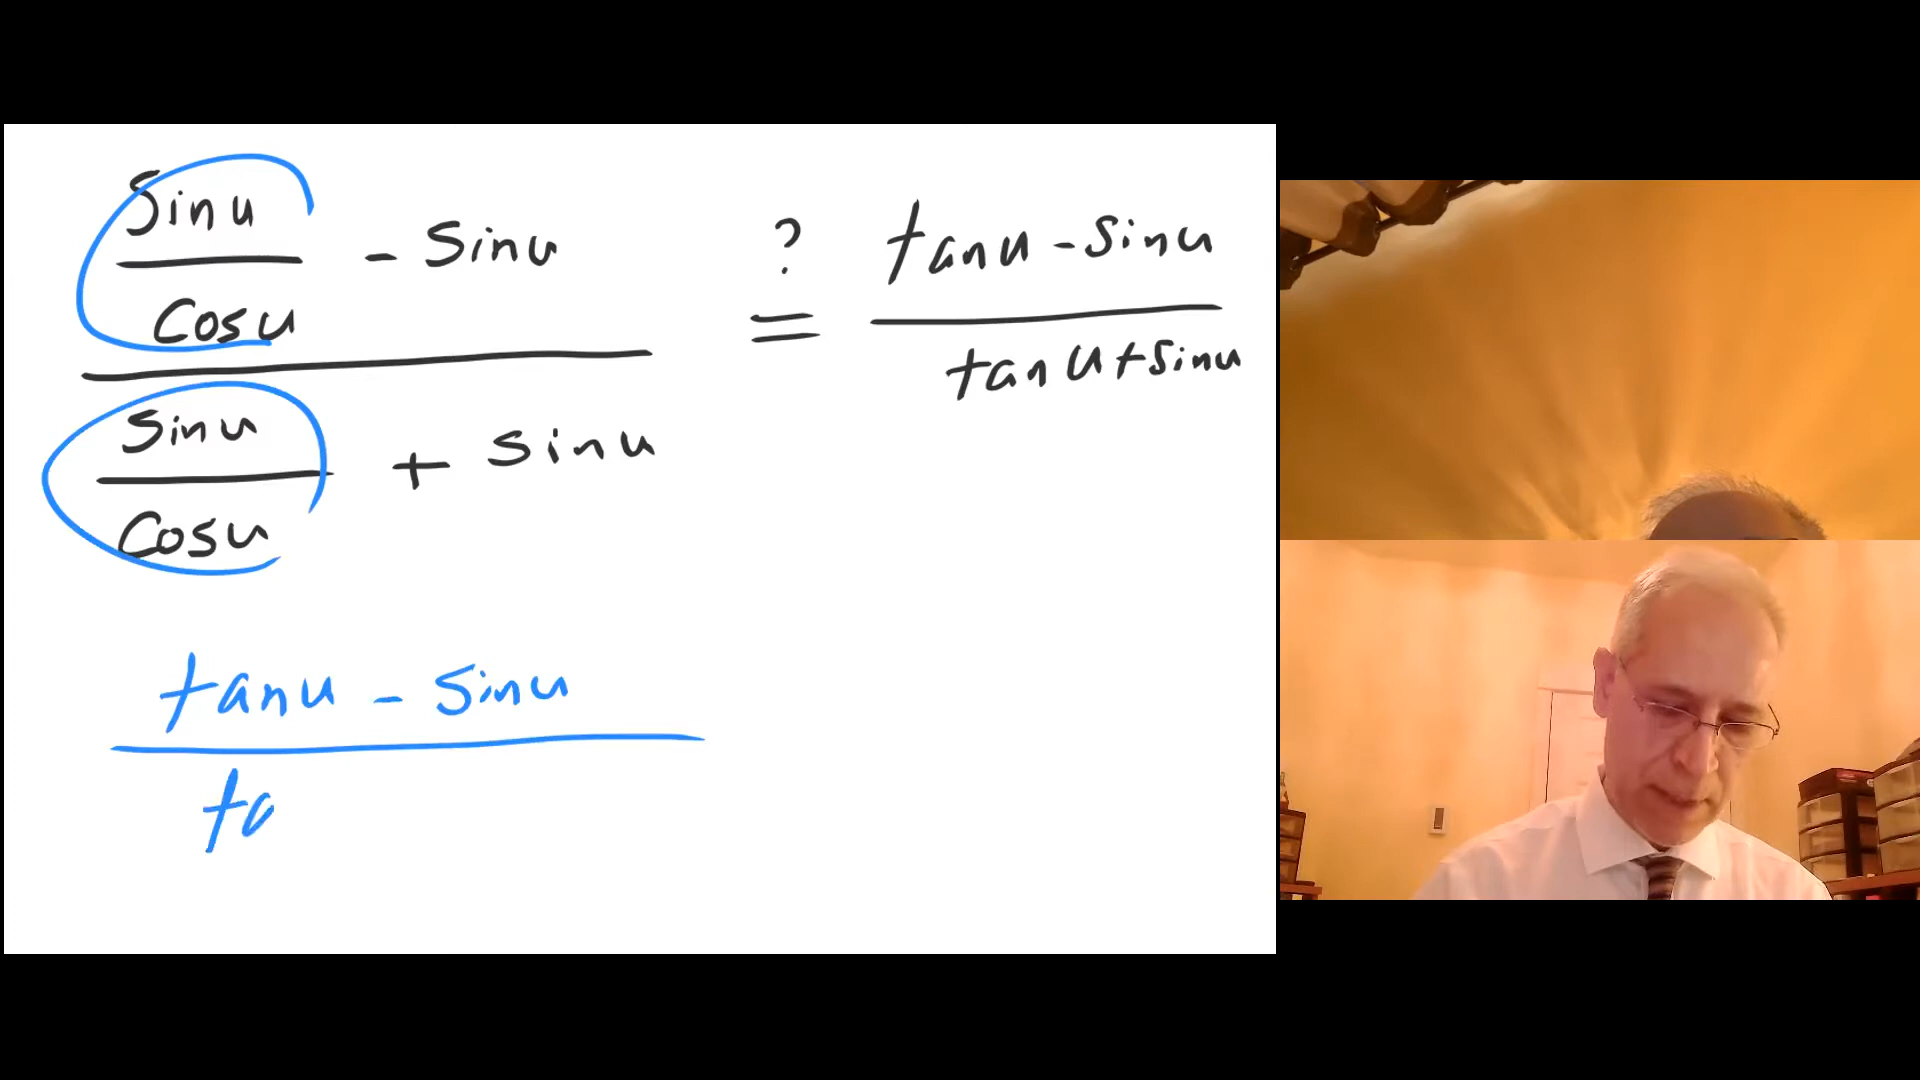 Sinu
— - Sinu
Cosu
sinu
— + sinu
Cosu
? = tanu - sinu
tanu + sinu
tanu - sinu
ta